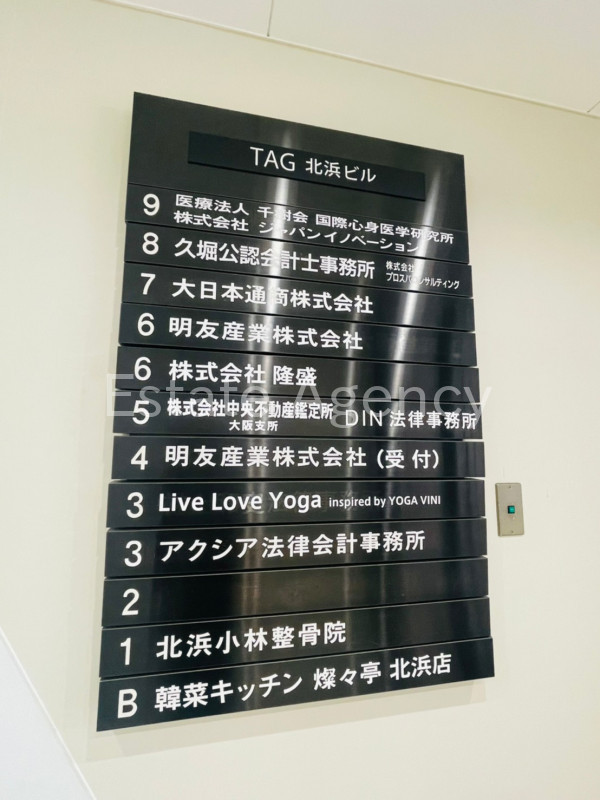 TAG 北浜ビル
9 医療法人 千樹会 国際心身医学研究所
株式会社 ジャパンイノベーション
8 久堀公認会計士事務所 株式会社
プロスパーコンサルティング
7 大日本通商株式会社
6 明友産業株式会社
6 株式会社 隆盛
Estate Agency
5 株式会社中央不動産鑑定所 DIN 法律事務所
大阪支所
4 明友産業株式会社 (受付)
3 Live Love Yoga inspired by YOGA VINI
3 アクシア法律会計事務所
2
1 北浜小林整骨院
B 韓菜キッチン 燦々亭 北浜店